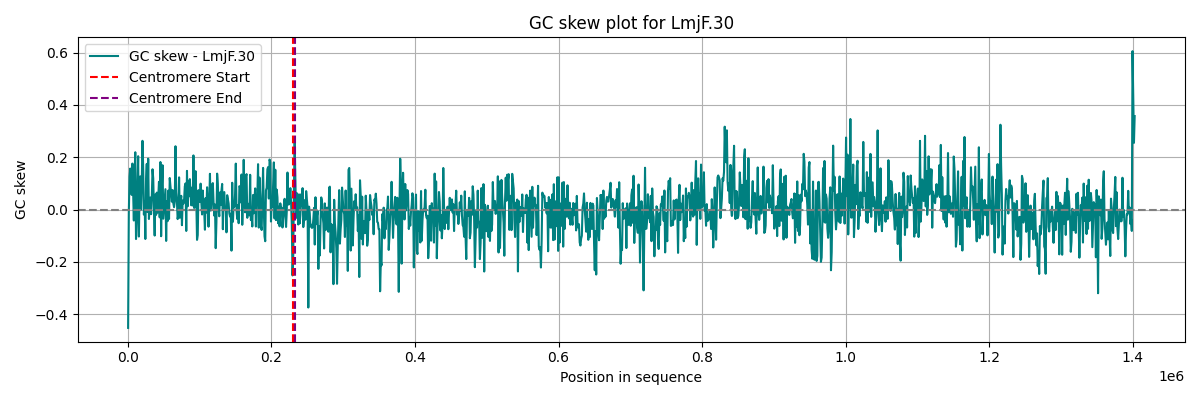 GC skew plot for LmjF.30
GC skew - LmjF.30
Centromere Start
Centromere End
GC skew
0.6
0.4
0.2
0.0
−0.2
−0.4
0.0 0.2 0.4 0.6 0.8 1.0 1.2 1.4
1e6
Position in sequence